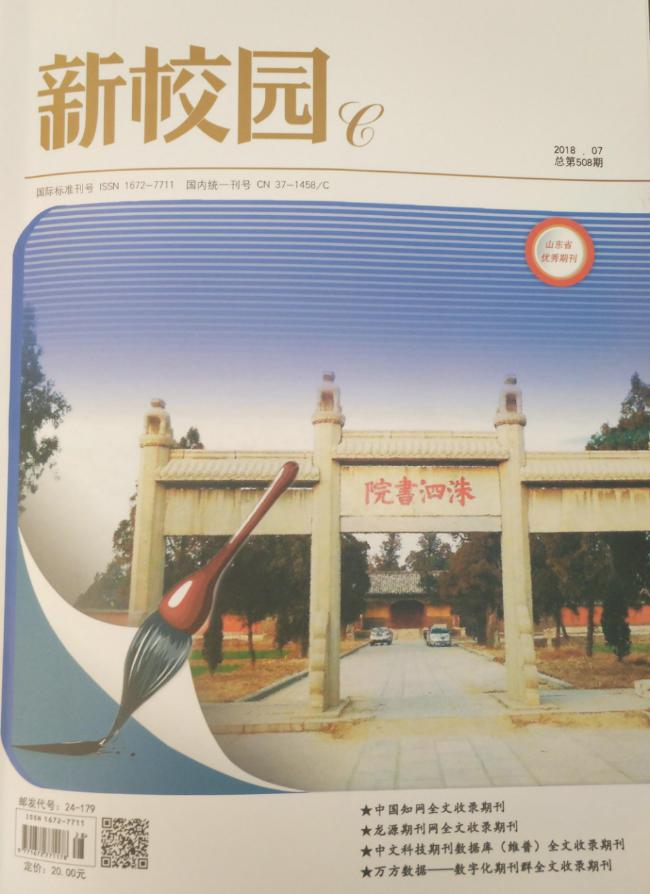 新校园 C
2018.07
总第508期
国际标准刊号 ISSN 1672-7711 国内统一刊号 CN 37-1458/C
山东省
优秀期刊
院書泗洙
邮发代号：24-179
ISSN 1672-7711
定价：20.00元
★中国知网全文收录期刊
★龙源期刊网全文收录期刊
★中文科技期刊数据库（维普）全文收录期刊
★万方数据——数字化期刊群全文收录期刊